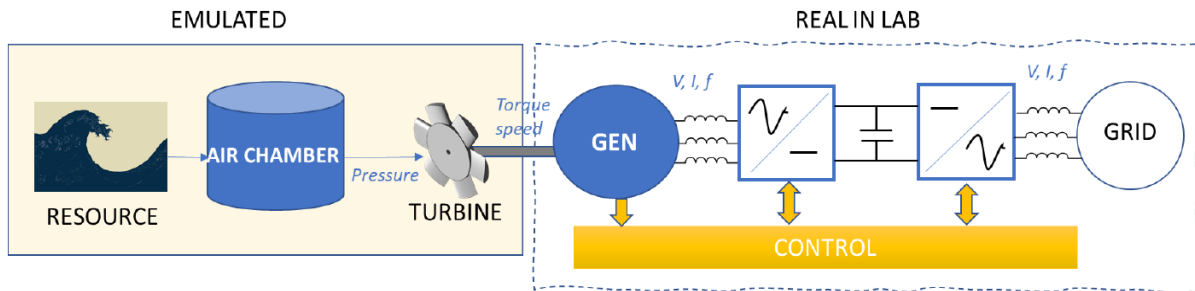 EMULATED
REAL IN LAB
V, I, f
V, I, f
Torque
speed
GEN
GRID
AIR CHAMBER
Pressure
RESOURCE
TURBINE
CONTROL